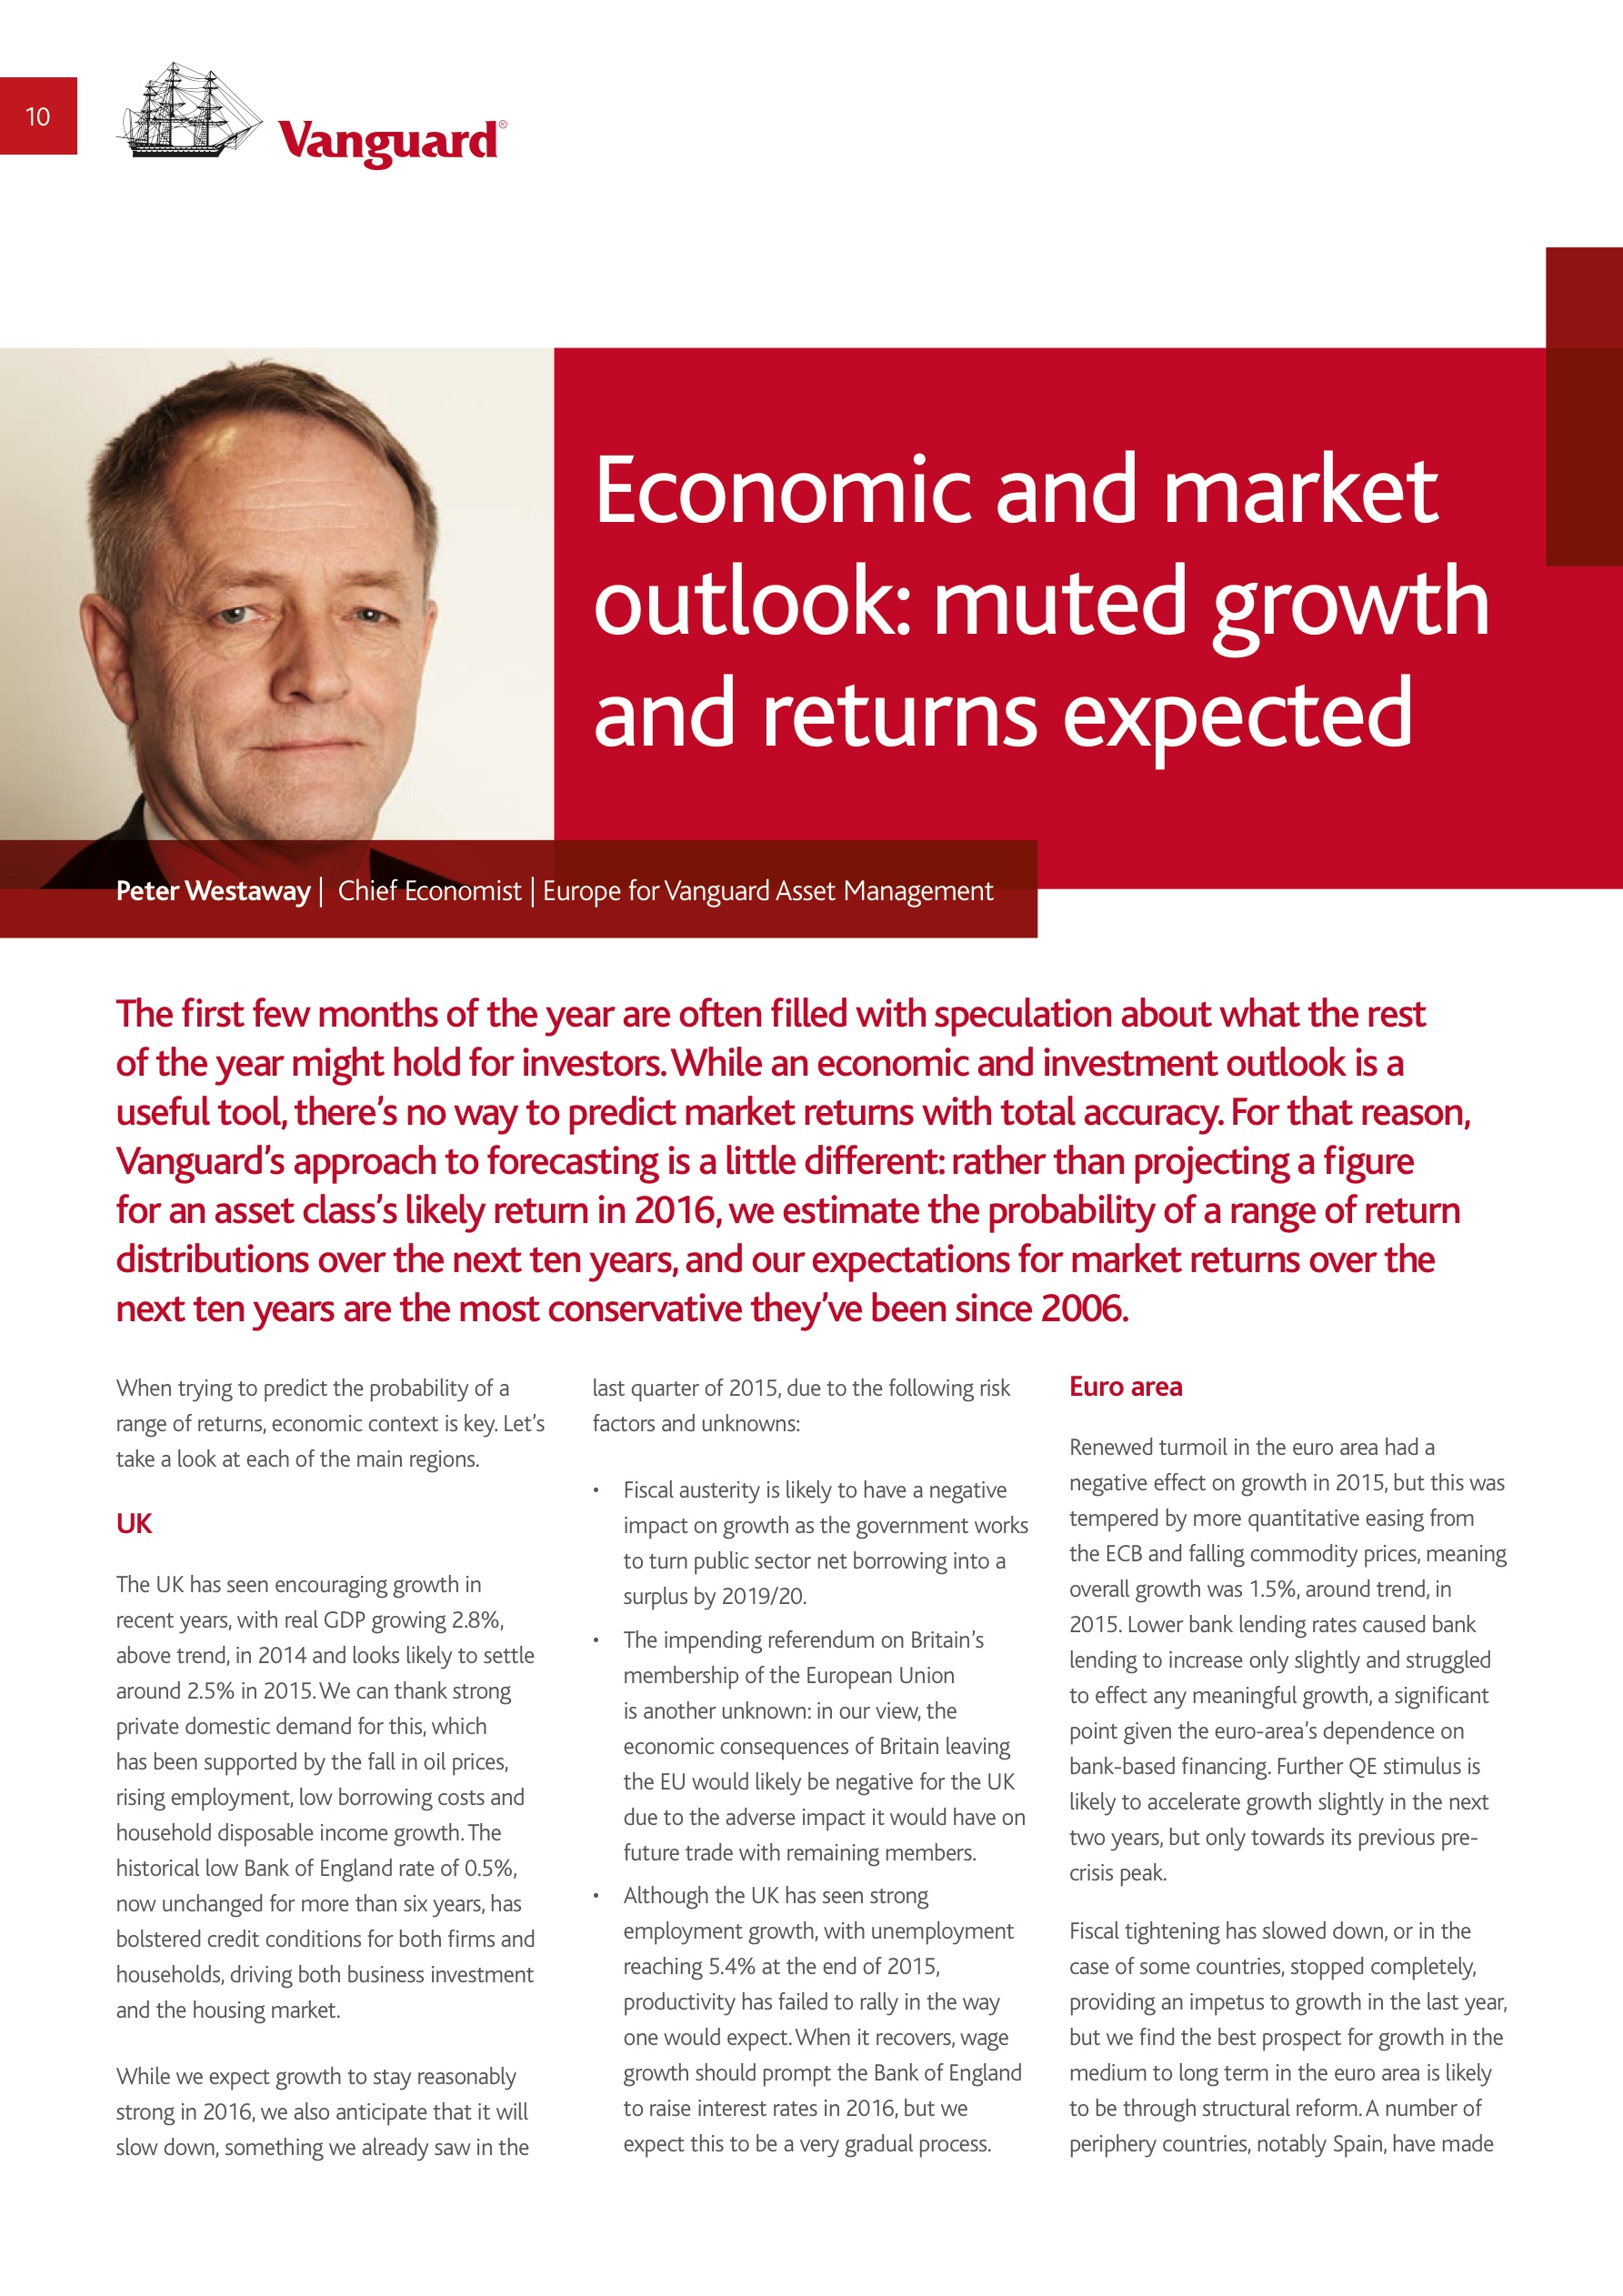 10
Vanguard®
Economic and market
outlook: muted growth
and returns expected
Peter Westaway | Chief Economist | Europe for Vanguard Asset Management
The first few months of the year are often filled with speculation about what the rest
of the year might hold for investors. While an economic and investment outlook is a
useful tool, there's no way to predict market returns with total accuracy. For that reason,
Vanguard's approach to forecasting is a little different: rather than projecting a figure
for an asset class's likely return in 2016, we estimate the probability of a range of return
distributions over the next ten years, and our expectations for market returns over the
next ten years are the most conservative they've been since 2006.
When trying to predict the probability of a
range of returns, economic context is key. Let's
take a look at each of the main regions.
UK
The UK has seen encouraging growth in
recent years, with real GDP growing 2.8%,
above trend, in 2014 and looks likely to settle
around 2.5% in 2015. We can thank strong
private domestic demand for this, which
has been supported by the fall in oil prices,
rising employment, low borrowing costs and
household disposable income growth. The
historical low Bank of England rate of 0.5%,
now unchanged for more than six years, has
bolstered credit conditions for both firms and
households, driving both business investment
and the housing market.
While we expect growth to stay reasonably
strong in 2016, we also anticipate that it will
slow down, something we already saw in the
last quarter of 2015, due to the following risk
factors and unknowns:
• Fiscal austerity is likely to have a negative
impact on growth as the government works
to turn public sector net borrowing into a
surplus by 2019/20.
• The impending referendum on Britain's
membership of the European Union
is another unknown: in our view, the
economic consequences of Britain leaving
the EU would likely be negative for the UK
due to the adverse impact it would have on
future trade with remaining members.
• Although the UK has seen strong
employment growth, with unemployment
reaching 5.4% at the end of 2015,
productivity has failed to rally in the way
one would expect. When it recovers, wage
growth should prompt the Bank of England
to raise interest rates in 2016, but we
expect this to be a very gradual process.
Euro area
Renewed turmoil in the euro area had a
negative effect on growth in 2015, but this was
tempered by more quantitative easing from
the ECB and falling commodity prices, meaning
overall growth was 1.5%, around trend, in
2015. Lower bank lending rates caused bank
lending to increase only slightly and struggled
to effect any meaningful growth, a significant
point given the euro-area's dependence on
bank-based financing. Further QE stimulus is
likely to accelerate growth slightly in the next
two years, but only towards its previous pre-
crisis peak.
Fiscal tightening has slowed down, or in the
case of some countries, stopped completely,
providing an impetus to growth in the last year,
but we find the best prospect for growth in the
medium to long term in the euro area is likely
to be through structural reform. A number of
periphery countries, notably Spain, have made